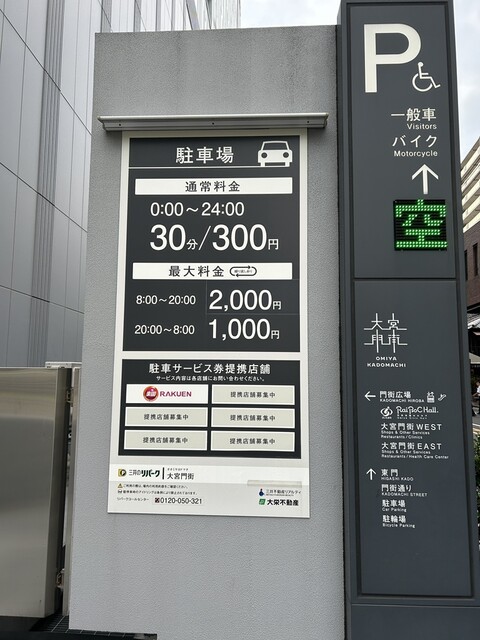 駐車場
通常料金
0:00～24:00
30分/300円
最大料金 繰り返しあり
8:00～20:00 2,000円
20:00～8:00 1,000円
駐車サービス券提携店舗
サービス内容は各店舗にお問い合わせください。
楽園 RAKUEN 提携店舗募集中
提携店舗募集中 提携店舗募集中
提携店舗募集中 提携店舗募集中
三井のリパーク 大宮門街
0120-050-321
三井不動産リアルティ
大栄不動産
P
一般車
Visitors
バイク
Motorcycle
空
大宮門街
OMIYA
KADOMACHI
門街広場
KADOMACHI HIROBA
RaiBoC Hall
大宮門街 WEST
Shops & Other Services
Restaurants/Clinics
大宮門街 EAST
Shops & Other Services
Restaurants/Health Care Center
東門
HIGASHI KADO
門街通り
KADOMACHI STREET
駐車場
Car Parking
駐輪場
Bicycle Parking